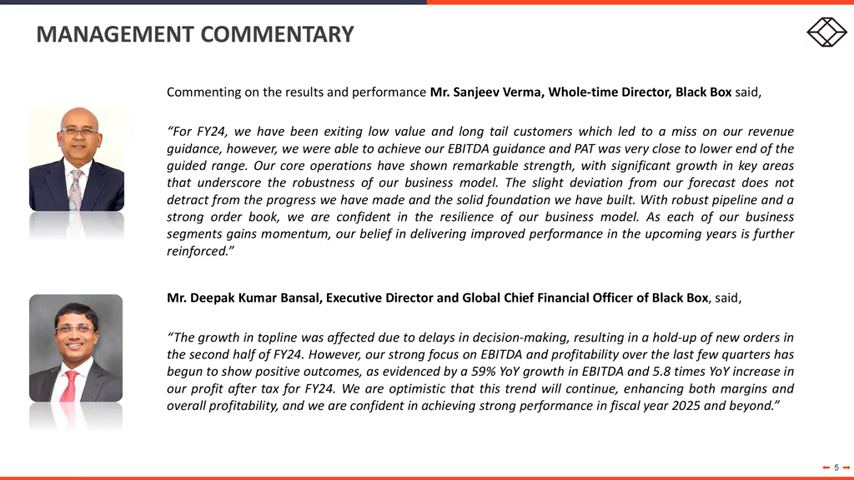 MANAGEMENT COMMENTARY
Commenting on the results and performance Mr. Sanjeev Verma, Whole-time Director, Black Box said,
“For FY24, we have been exiting low value and long tail customers which led to a miss on our revenue
guidance, however, we were able to achieve our EBITDA guidance and PAT was very close to lower end of the
guided range. Our core operations have shown remarkable strength, with significant growth in key areas
that underscore the robustness of our business model. The slight deviation from our forecast does not
detract from the progress we have made and the solid foundation we have built. With robust pipeline and a
strong order book, we are confident in the resilience of our business model. As each of our business
segments gains momentum, our belief in delivering improved performance in the upcoming years is further
reinforced.”
Mr. Deepak Kumar Bansal, Executive Director and Global Chief Financial Officer of Black Box, said,
“The growth in topline was affected due to delays in decision-making, resulting in a hold-up of new orders in
the second half of FY24. However, our strong focus on EBITDA and profitability over the last few quarters has
begun to show positive outcomes, as evidenced by a 59% YoY growth in EBITDA and 5.8 times YoY increase in
our profit after tax for FY24. We are optimistic that this trend will continue, enhancing both margins and
overall profitability, and we are confident in achieving strong performance in fiscal year 2025 and beyond.”
5